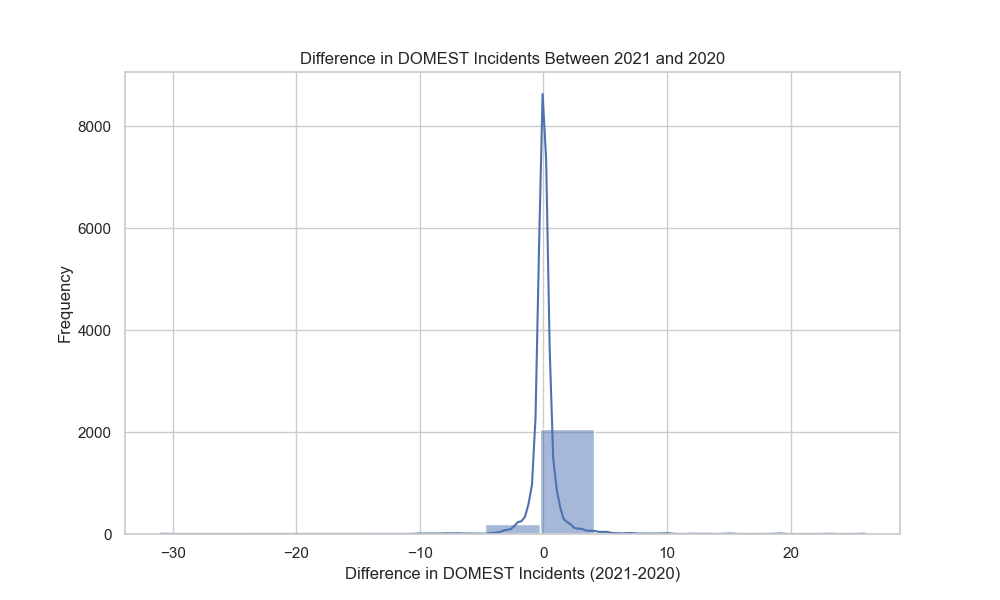 Difference in DOMEST Incidents Between 2021 and 2020
Frequency
8000
6000
4000
2000
0
−30 −20 −10 0 10 20
Difference in DOMEST Incidents (2021-2020)